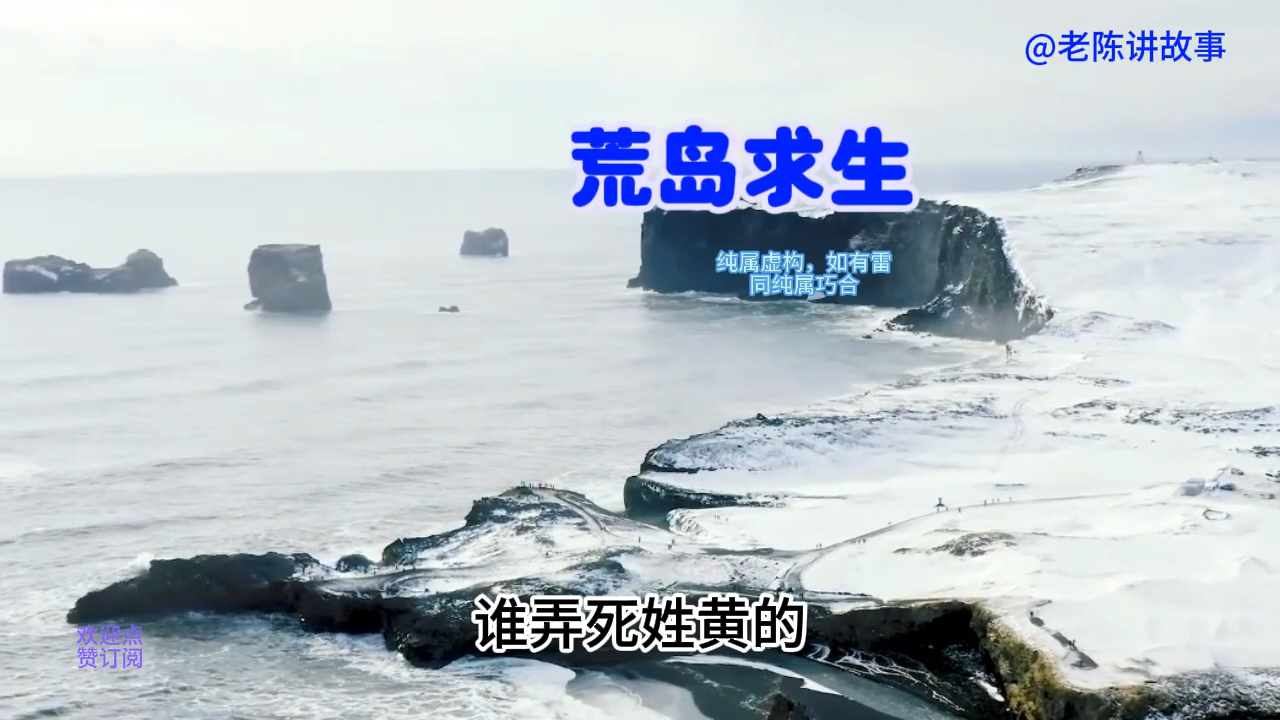 @老陈讲故事
荒岛求生
纯属虚构，如有雷
同纯属巧合
谁弄死姓黄的
欢迎点
赞订阅